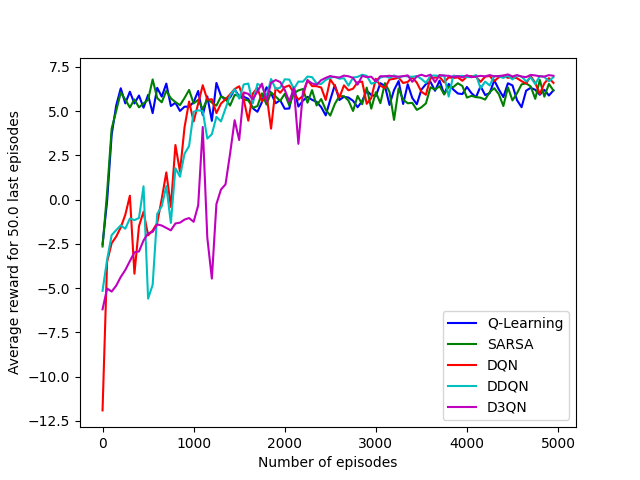 Average reward for 50.0 last episodes
7.5
5.0
2.5
0.0
−2.5
−5.0
−7.5
−10.0
−12.5
Q-Learning
SARSA
DQN
DDQN
D3QN
0 1000 2000 3000 4000 5000
Number of episodes